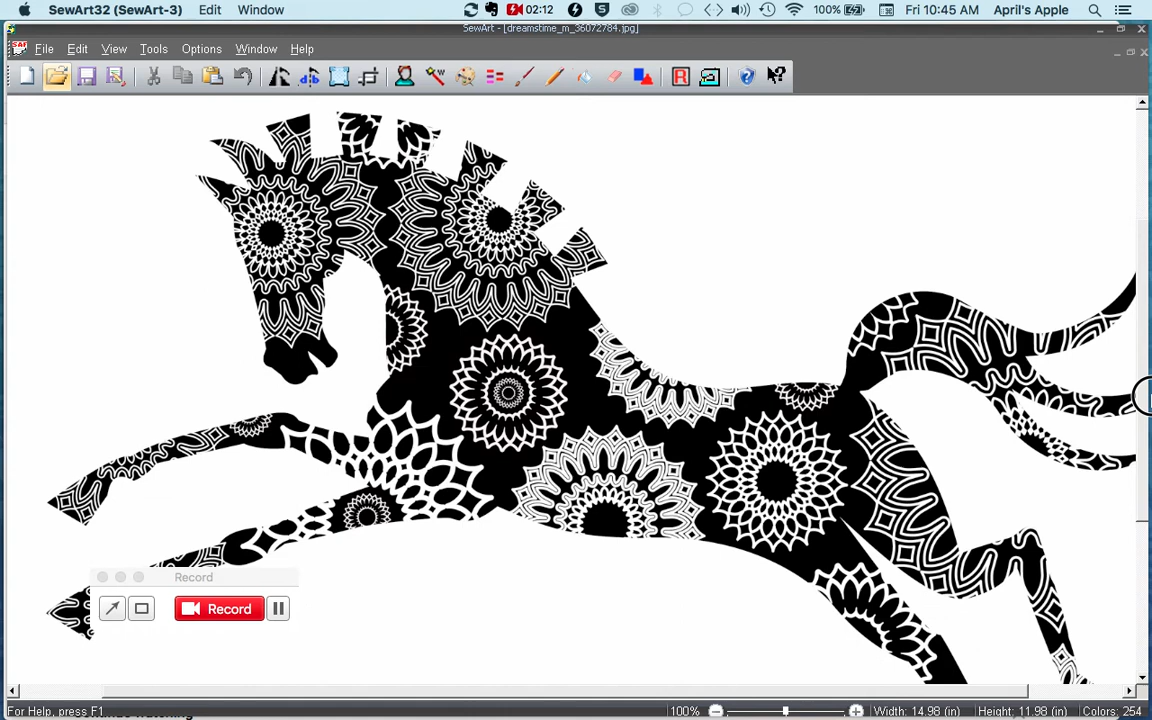 SewArt32 (SewArt-3) Edit Window 02:12 100% Fri 10:45 AM April's Apple
SewArt - [dreamstime_m_36072784.jpg]
File Edit View Tools Options Window Help
Record
Record
For Help, press F1 100% Width: 14.98 (in) Height: 11.98 (in) Colors: 254